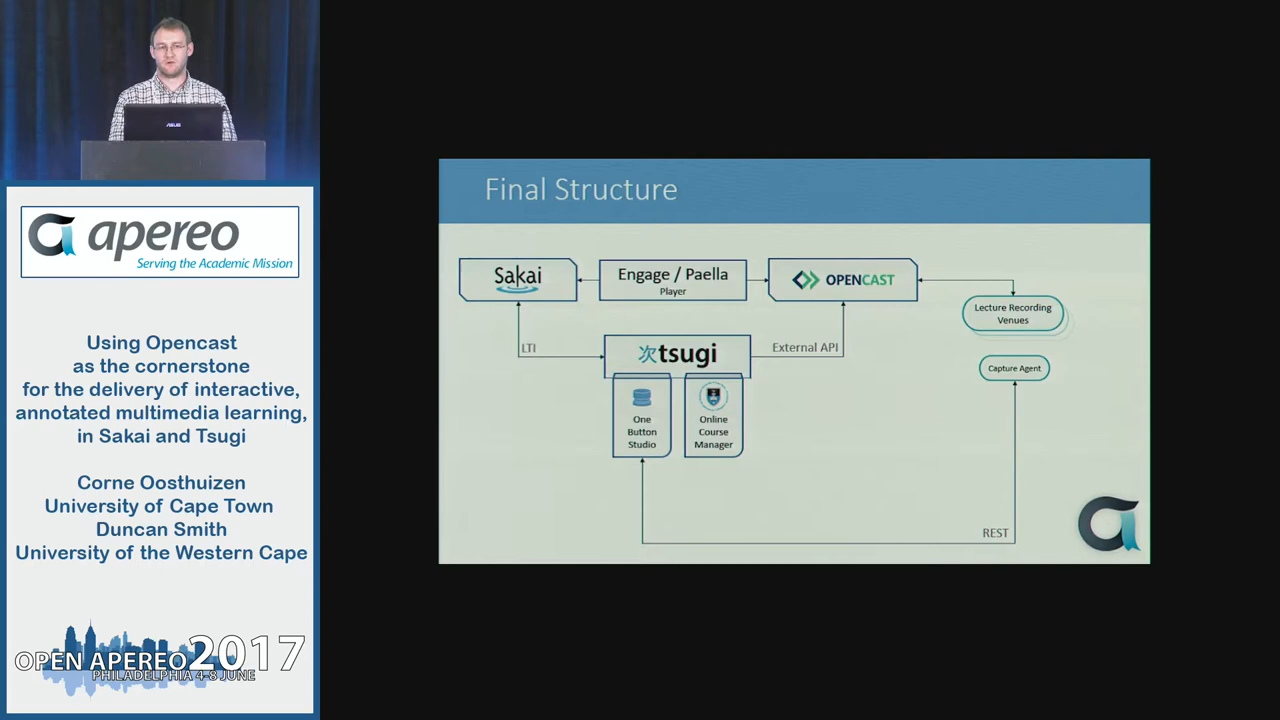 ASUS
apereo
Serving the Academic Mission
Using Opencast
as the cornerstone
for the delivery of interactive,
annotated multimedia learning,
in Sakai and Tsugi
Corne Oosthuizen
University of Cape Town
Duncan Smith
University of the Western Cape
OPEN APEREO 2017
PHILADELPHIA 4-8 JUNE
Final Structure
Sakai
Engage / Paella
Player
OPENCAST
Lecture Recording
Venues
LTI
次tsugi
External API
Capture Agent
One
Button
Studio
Online
Course
Manager
REST